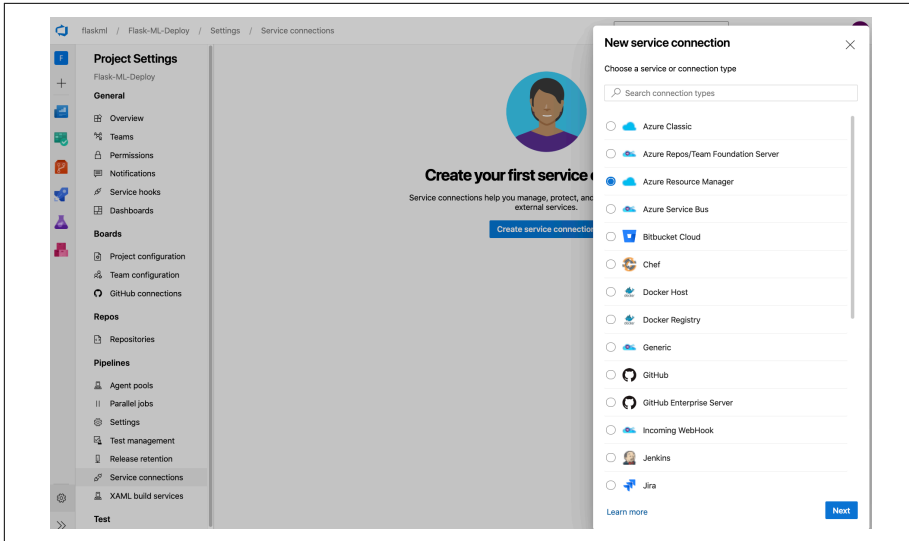 flaskml / Flask-ML-Deploy / Settings / Service connections
F
Project Settings
Flask-ML-Deploy
General
Overview
Teams
Permissions
Notifications
Service hooks
Dashboards
Boards
Project configuration
Team configuration
GitHub connections
Repos
Repositories
Pipelines
Agent pools
Parallel jobs
Settings
Test management
Release retention
Service connections
XAML build services
Test
Create your first service
Service connections help you manage, protect, and
external services.
Create service connection
New service connection
Choose a service or connection type
Search connection types
Azure Classic
Azure Repos/Team Foundation Server
Azure Resource Manager
Azure Service Bus
Bitbucket Cloud
Chef
Docker Host
Docker Registry
Generic
GitHub
GitHub Enterprise Server
Incoming WebHook
Jenkins
Jira
Learn more
Next